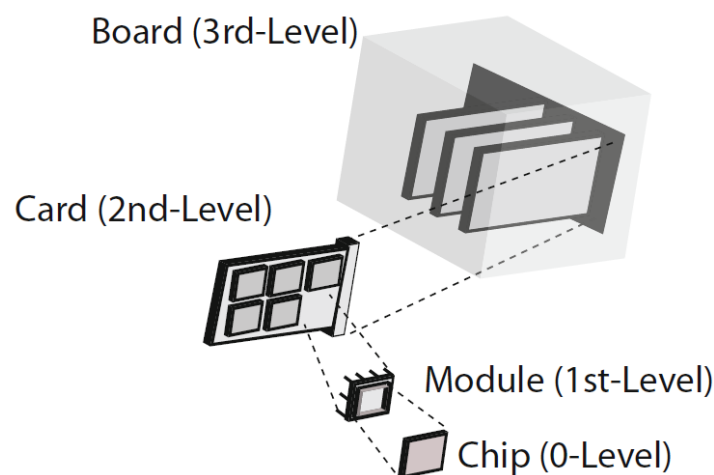 Board (3rd-Level)
Card (2nd-Level)
Module (1st-Level)
Chip (0-Level)